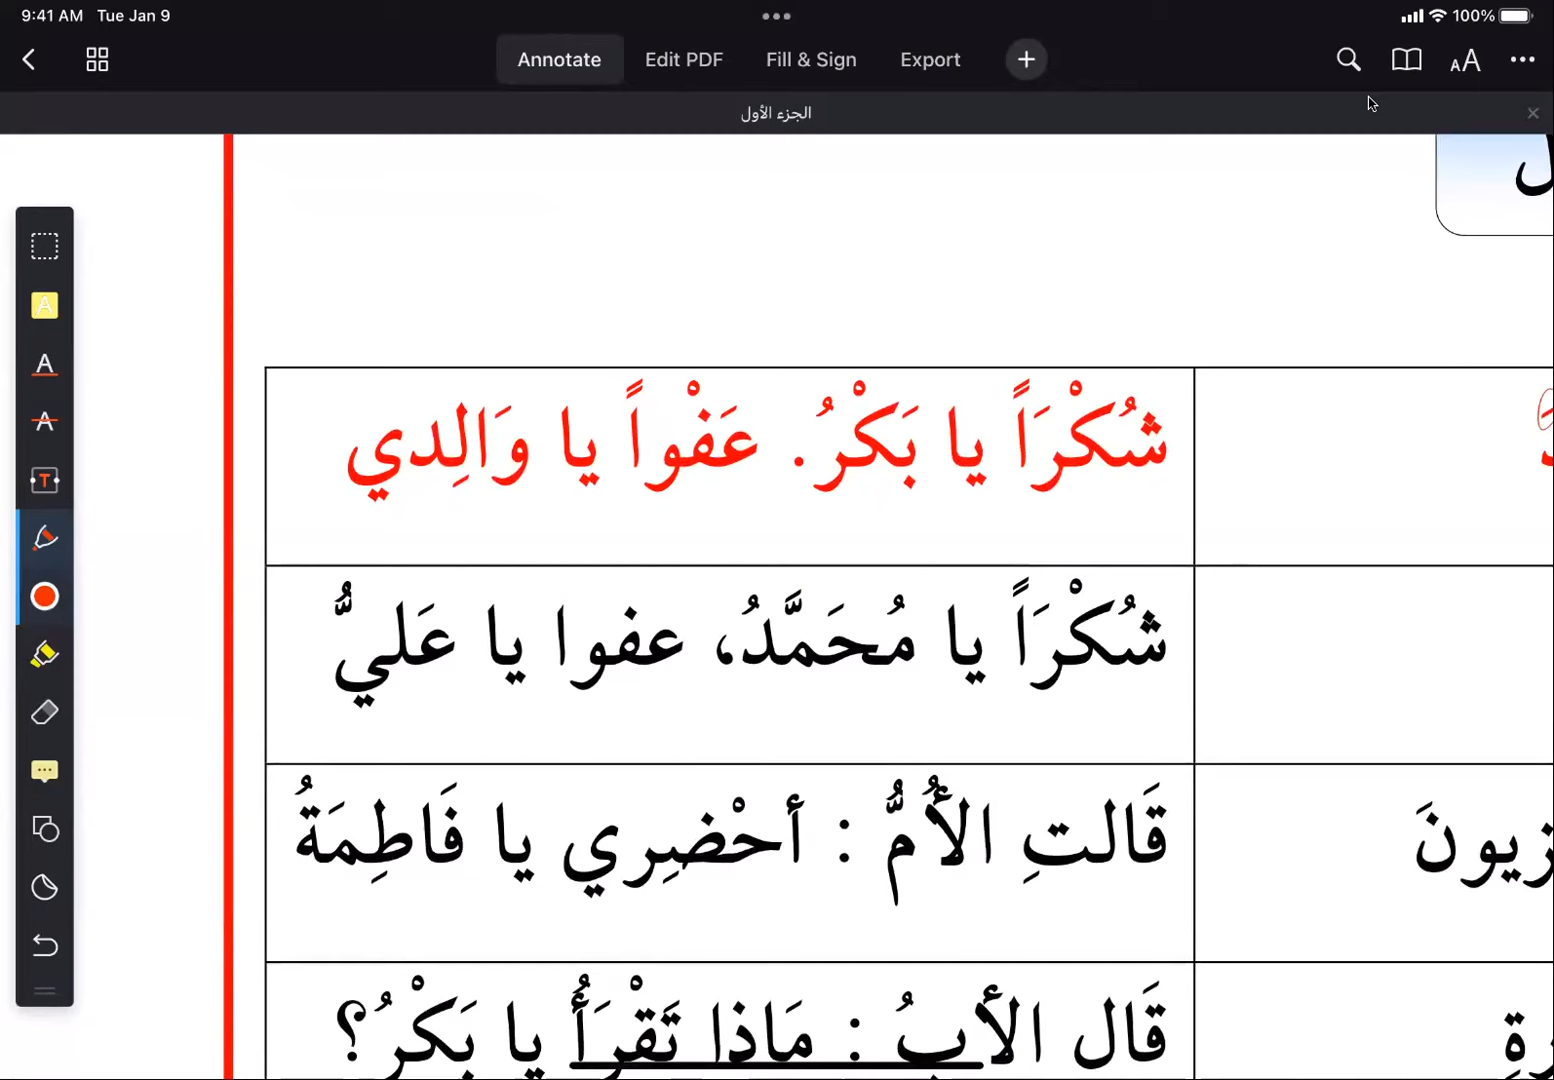 9:41 AM Tue Jan 9
100%
Annotate Edit PDF Fill & Sign Export
الجزء الأول
شُكْرَاً يا بَكْرُ. عَفْواً يا وَالِدي
شُكْرَاً يا مُحَمَّدُ، عفوا يا عَليُّ
قَالتِ الأُمُّ : أحْضِري يا فَاطِمَةُ
قَال الأبُ : مَاذا تَقْرَأُ يا بَكْرُ؟